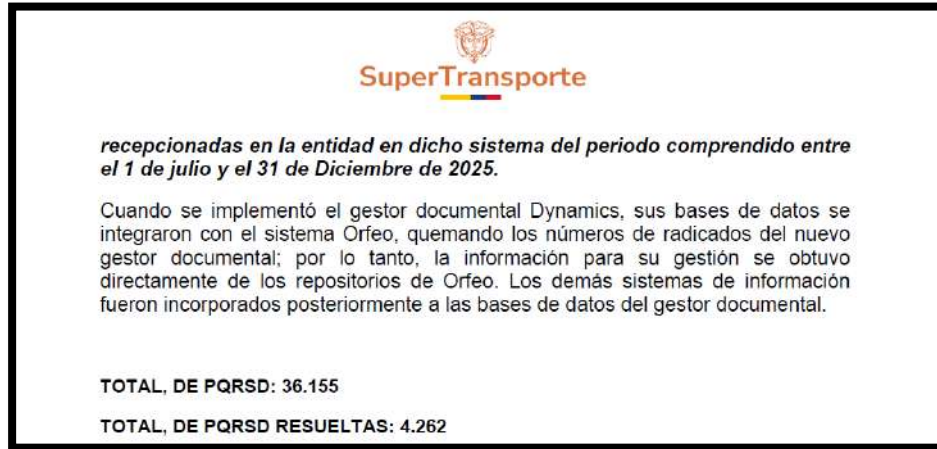 SuperTransporte
recepcionadas en la entidad en dicho sistema del periodo comprendido entre
el 1 de julio y el 31 de Diciembre de 2025.
Cuando se implementó el gestor documental Dynamics, sus bases de datos se
integraron con el sistema Orfeo, quemando los números de radicados del nuevo
gestor documental; por lo tanto, la información para su gestión se obtuvo
directamente de los repositorios de Orfeo. Los demás sistemas de información
fueron incorporados posteriormente a las bases de datos del gestor documental.
TOTAL, DE PQRSD: 36.155
TOTAL, DE PQRSD RESUELTAS: 4.262